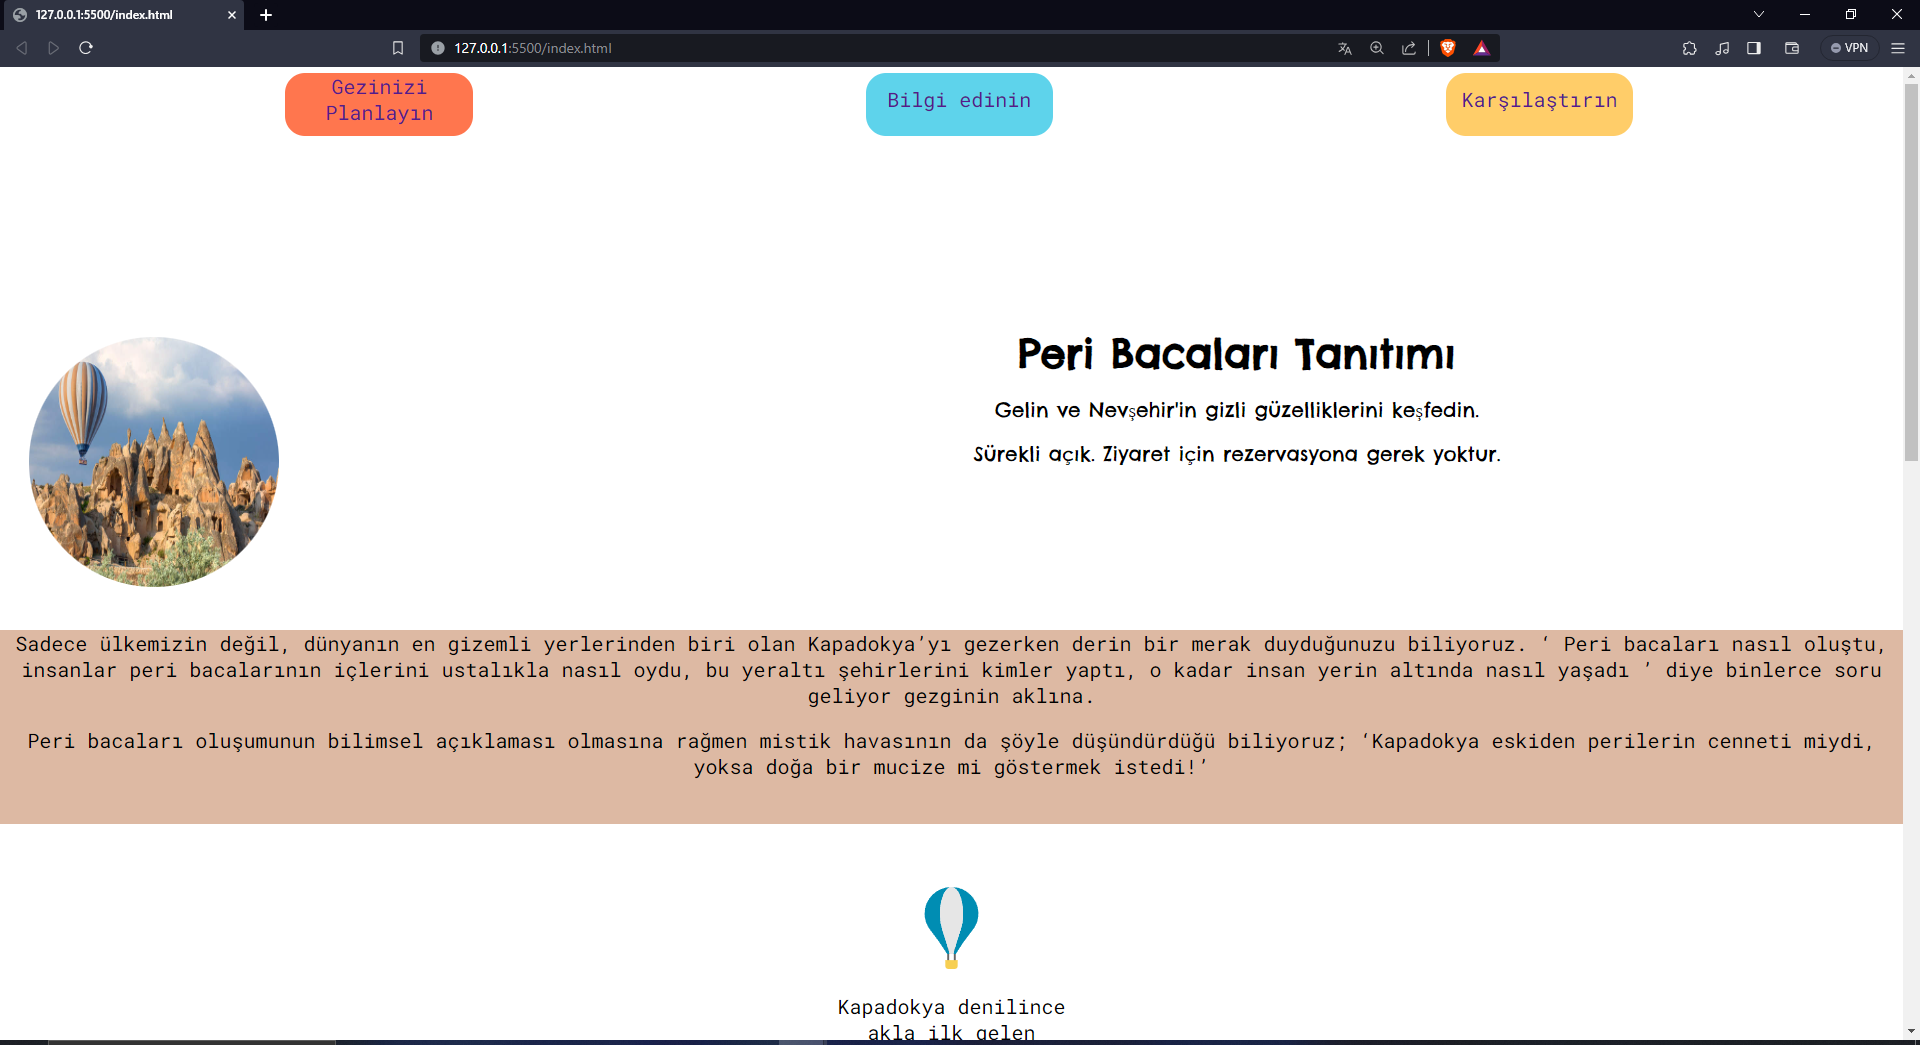 127.0.0.1:5500/index.html
127.0.0.1:5500/index.html
VPN
Gezinizi
Planlayın
Bilgi edinin
Karşılaştırın
Peri Bacaları Tanıtımı
Gelin ve Nevşehir'in gizli güzelliklerini keşfedin.
Sürekli açık. Ziyaret için rezervasyona gerek yoktur.
Sadece ülkemizin değil, dünyanın en gizemli yerlerinden biri olan Kapadokya’yı gezerken derin bir merak duyduğunuzu biliyoruz. ‘ Peri bacaları nasıl oluştu,
insanlar peri bacalarının içlerini ustalıkla nasıl oydu, bu yeraltı şehirlerini kimler yaptı, o kadar insan yerin altında nasıl yaşadı ’ diye binlerce soru
geliyor gezginin aklına.
Peri bacaları oluşumunun bilimsel açıklaması olmasına rağmen mistik havasının da şöyle düşündürdüğü biliyoruz; ‘Kapadokya eskiden perilerin cenneti miydi,
yoksa doğa bir mucize mi göstermek istedi!’
Kapadokya denilince
akla ilk gelen